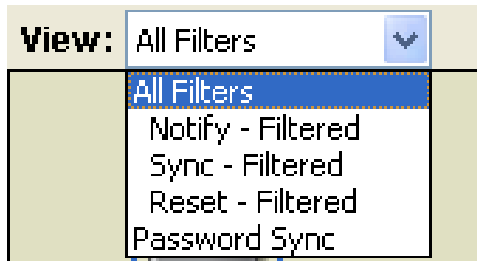 View: All Filters
All Filters
Notify - Filtered
Sync - Filtered
Reset - Filtered
Password Sync